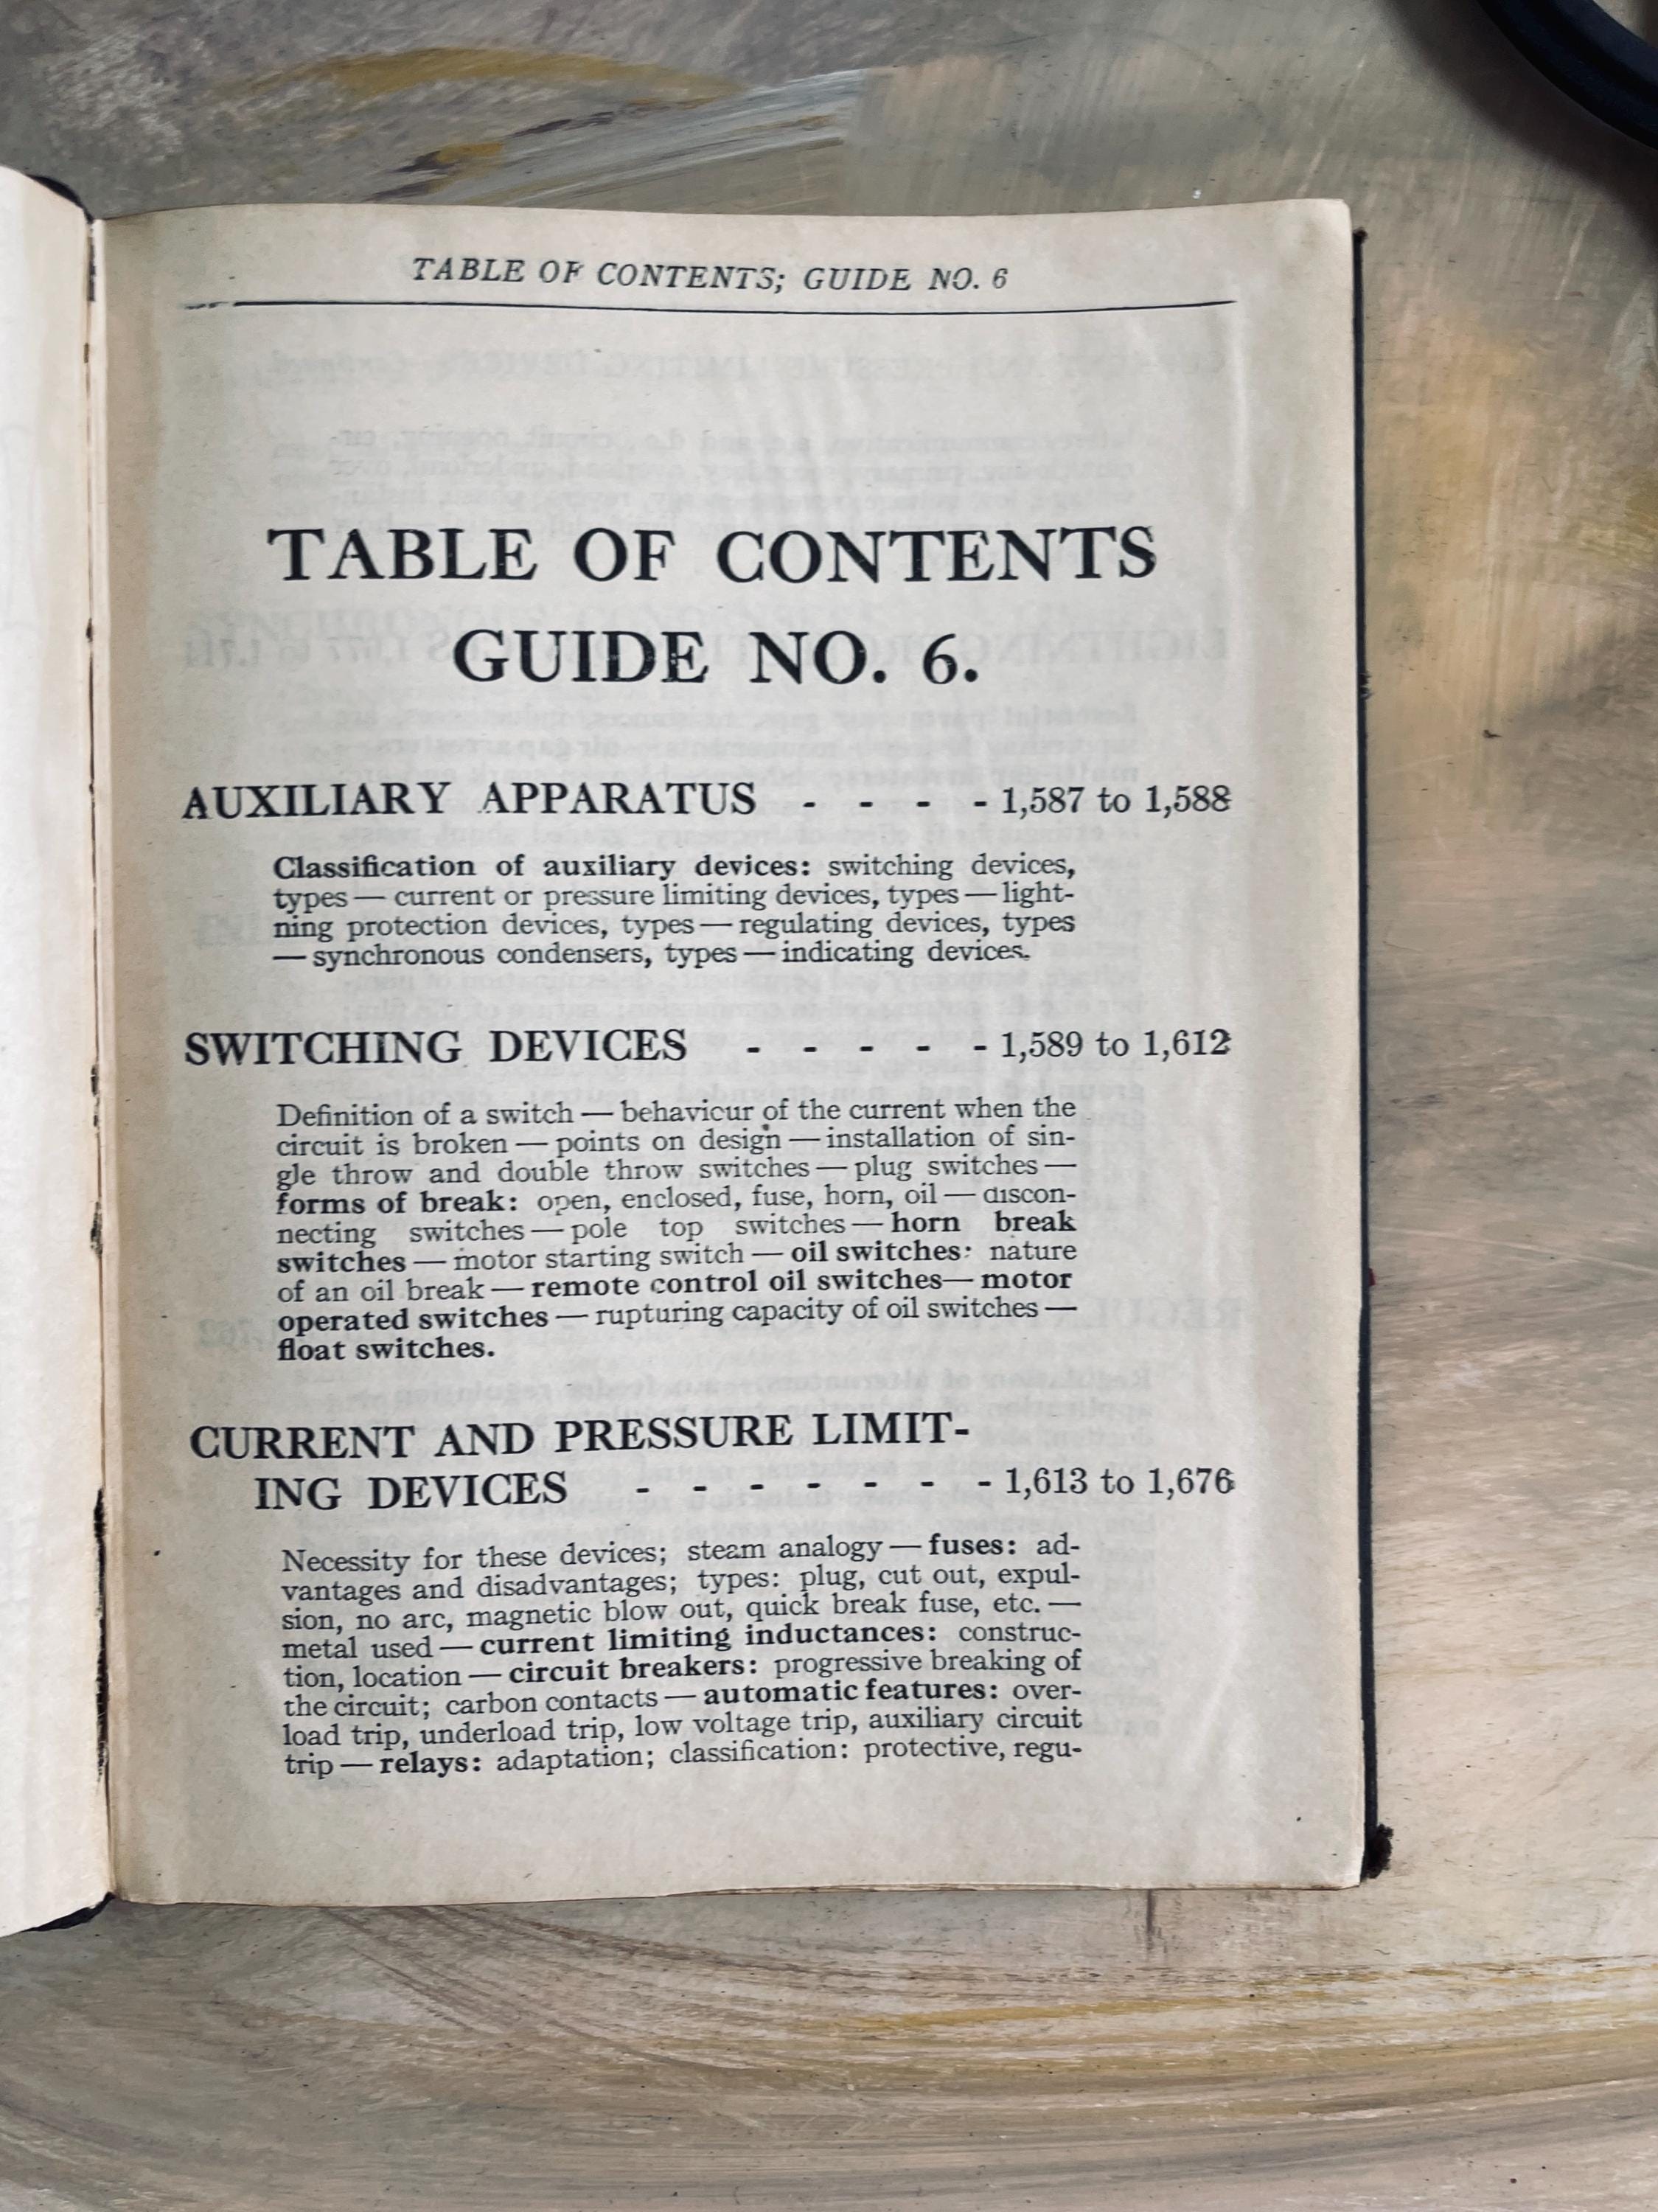 TABLE OF CONTENTS; GUIDE NO. 6
TABLE OF CONTENTS
GUIDE NO. 6.
AUXILIARY APPARATUS - - - - 1,587 to 1,588
Classification of auxiliary devices: switching devices,
types — current or pressure limiting devices, types — light-
ning protection devices, types — regulating devices, types
— synchronous condensers, types — indicating devices.
SWITCHING DEVICES - - - - - 1,589 to 1,612
Definition of a switch — behavicur of the current when the
circuit is broken — points on design — installation of sin-
gle throw and double throw switches — plug switches —
forms of break: open, enclosed, fuse, horn, oil — discon-
necting switches — pole top switches — horn break
switches — motor starting switch — oil switches: nature
of an oil break — remote control oil switches — motor
operated switches — rupturing capacity of oil switches —
float switches.
CURRENT AND PRESSURE LIMIT-
ING DEVICES - - - - - - - 1,613 to 1,676
Necessity for these devices; steam analogy — fuses: ad-
vantages and disadvantages; types: plug, cut out, expul-
sion, no arc, magnetic blow out, quick break fuse, etc. —
metal used — current limiting inductances: construc-
tion, location — circuit breakers: progressive breaking of
the circuit; carbon contacts — automatic features: over-
load trip, underload trip, low voltage trip, auxiliary circuit
trip — relays: adaptation; classification: protective, regu-